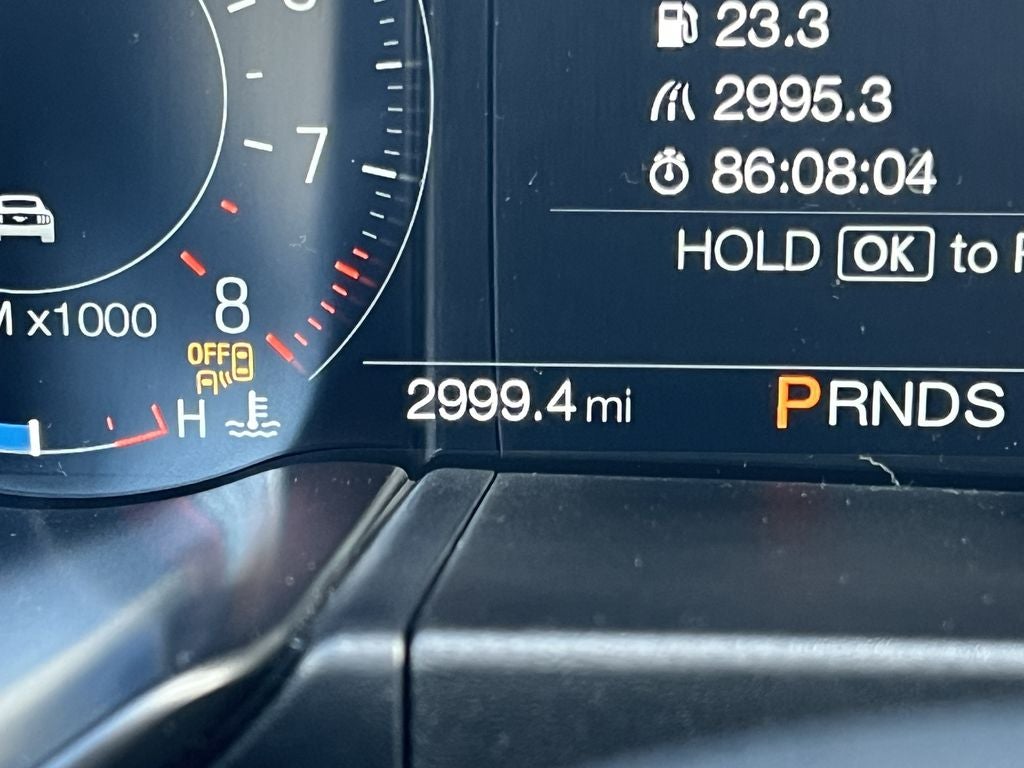 23.3
2995.3
7
86:08:04
HOLD OK to
8
x1000
OFF
2999.4 mi
PRNDS
H